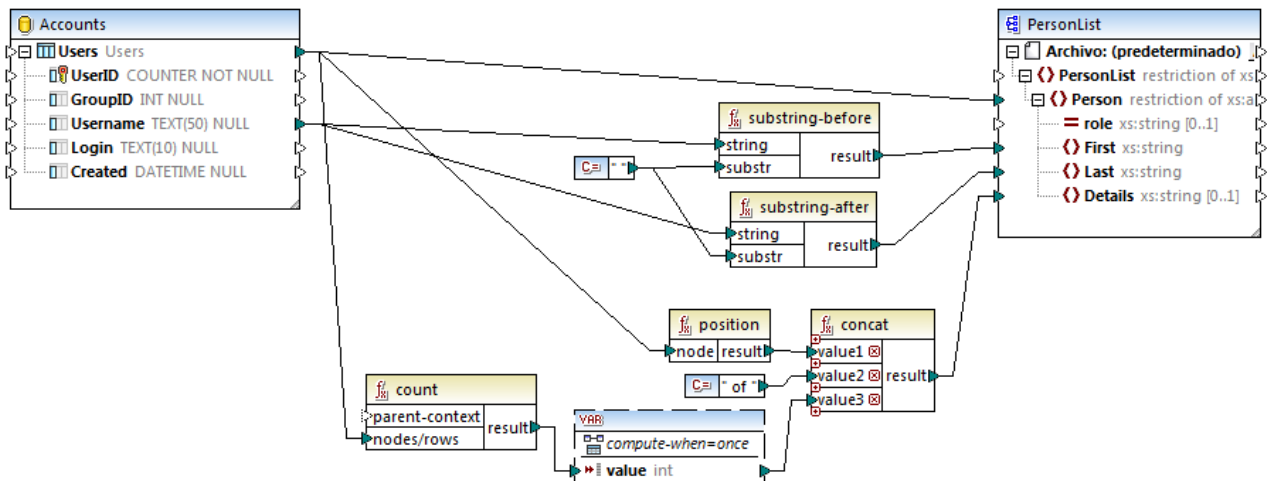 Accounts
Users Users
UserID COUNTER NOT NULL
GroupID INT NULL
Username TEXT(50) NULL
Login TEXT(10) NULL
Created DATETIME NULL
substring-before
string
substr
result
C= " "
substring-after
string
substr
result
position
node result
C= " of "
concat
value1
value2
value3
result
count
parent-context
nodes/rows
result
VAR
compute-when=once
value int
PersonList
Archivo: (predeterminado)
PersonList restriction of xs
Person restriction of xs:a
role xs:string [0..1]
First xs:string
Last xs:string
Details xs:string [0..1]